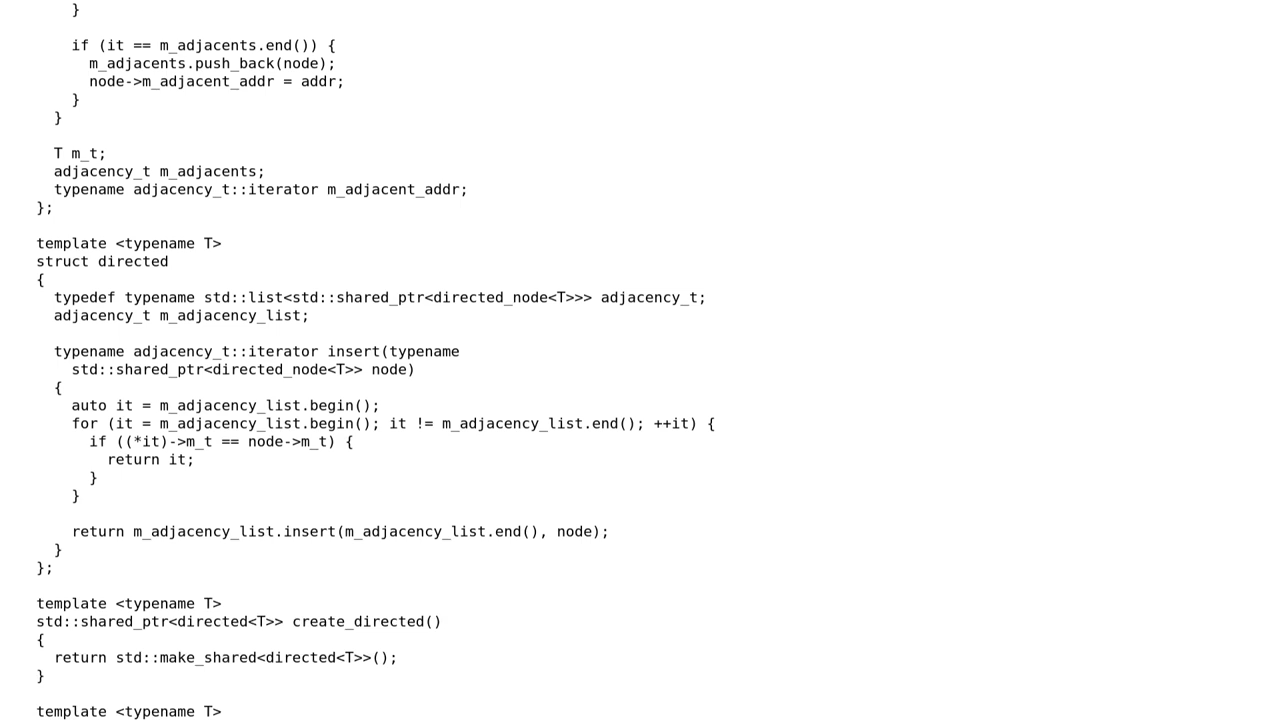 }

    if (it == m_adjacents.end()) {
      m_adjacents.push_back(node);
      node->m_adjacent_addr = addr;
    }
  }

  T m_t;
  adjacency_t m_adjacents;
  typename adjacency_t::iterator m_adjacent_addr;
};

template <typename T>
struct directed
{
  typedef typename std::list<std::shared_ptr<directed_node<T>>> adjacency_t;
  adjacency_t m_adjacency_list;

  typename adjacency_t::iterator insert(typename
    std::shared_ptr<directed_node<T>> node)
  {
    auto it = m_adjacency_list.begin();
    for (it = m_adjacency_list.begin(); it != m_adjacency_list.end(); ++it) {
      if ((*it)->m_t == node->m_t) {
        return it;
      }
    }

    return m_adjacency_list.insert(m_adjacency_list.end(), node);
  }
};

template <typename T>
std::shared_ptr<directed<T>> create_directed()
{
  return std::make_shared<directed<T>>();
}

template <typename T>